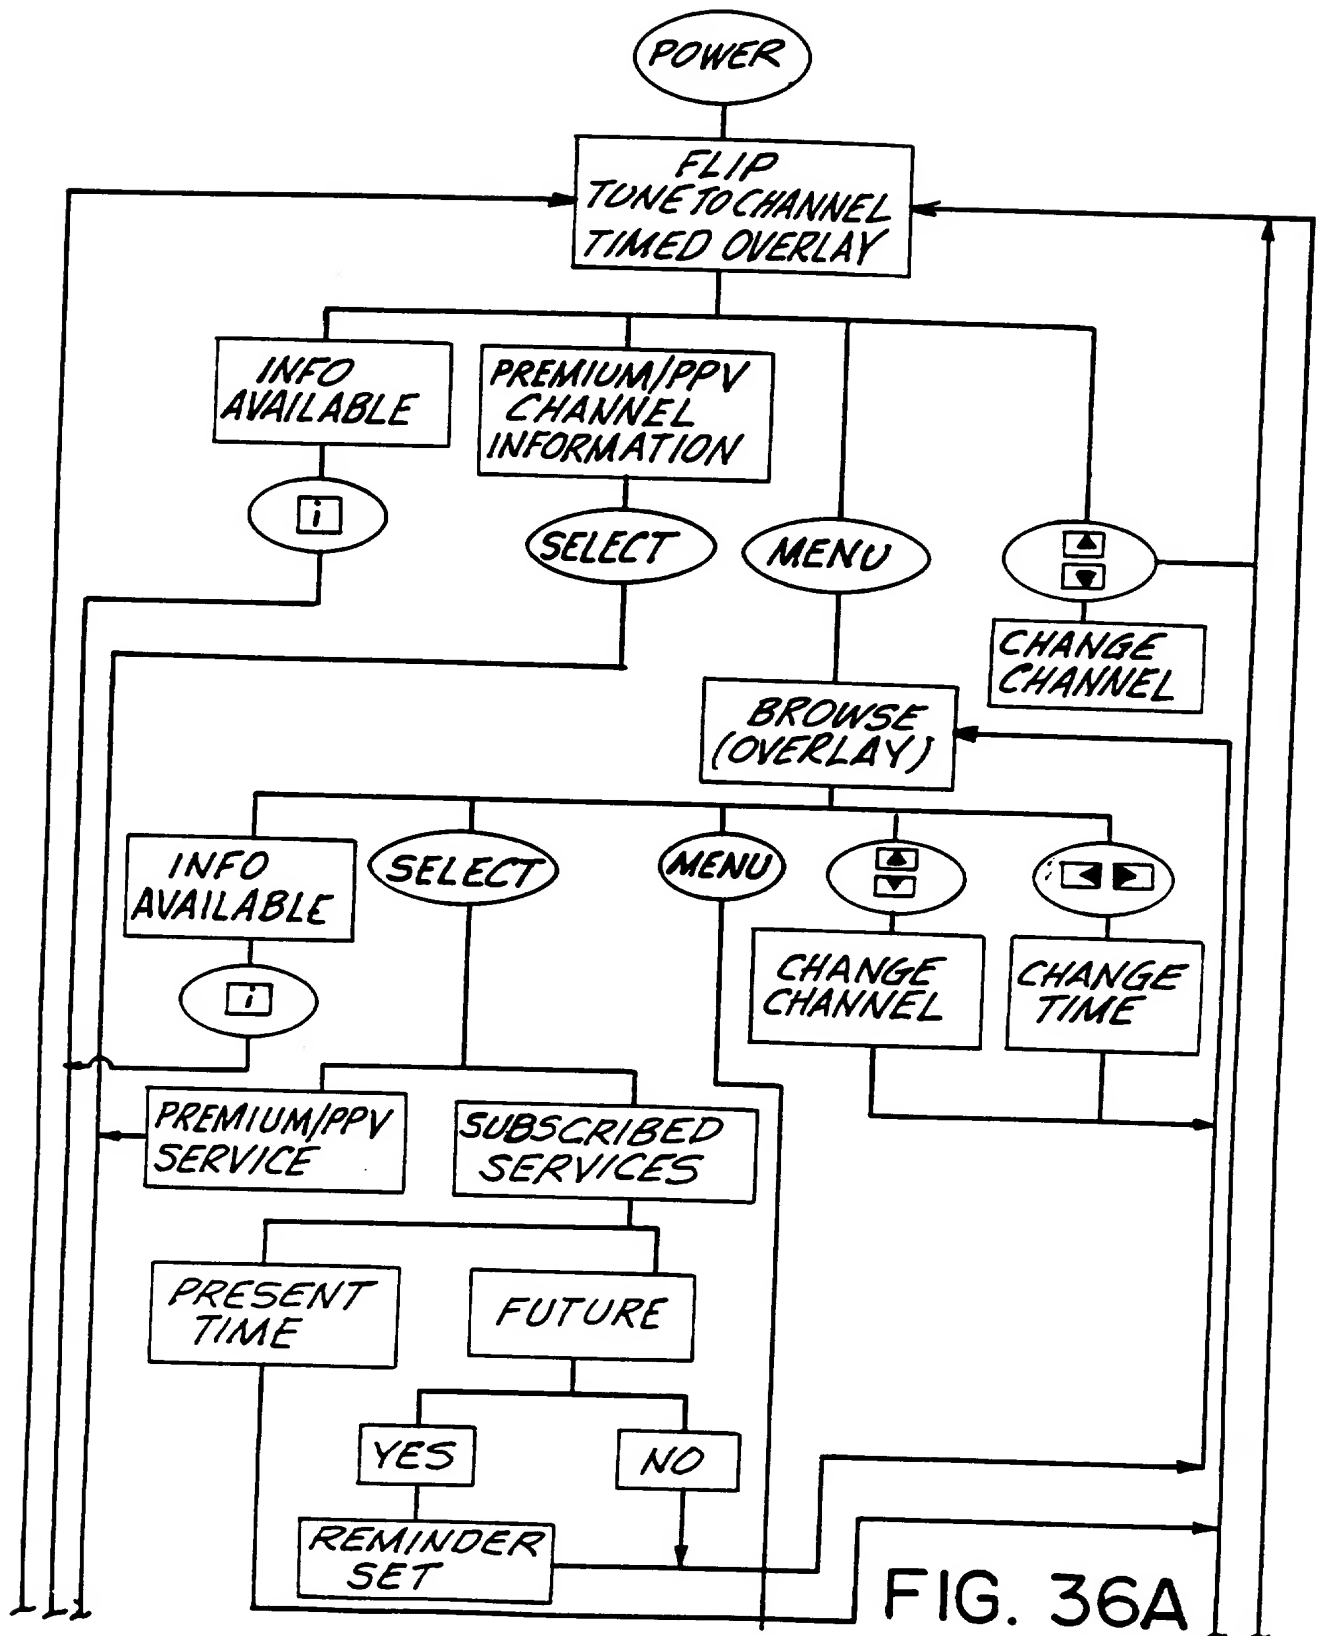 POWER
FLIP
TUNE TO CHANNEL
TIMED OVERLAY
INFO
AVAILABLE
PREMIUM/PPV
CHANNEL
INFORMATION
i
SELECT
MENU
CHANGE
CHANNEL
BROWSE
(OVERLAY)
INFO
AVAILABLE
SELECT
MENU
i
CHANGE
CHANNEL
CHANGE
TIME
PREMIUM/PPV
SERVICE
SUBSCRIBED
SERVICES
PRESENT
TIME
FUTURE
YES
NO
REMINDER
SET
FIG. 36A